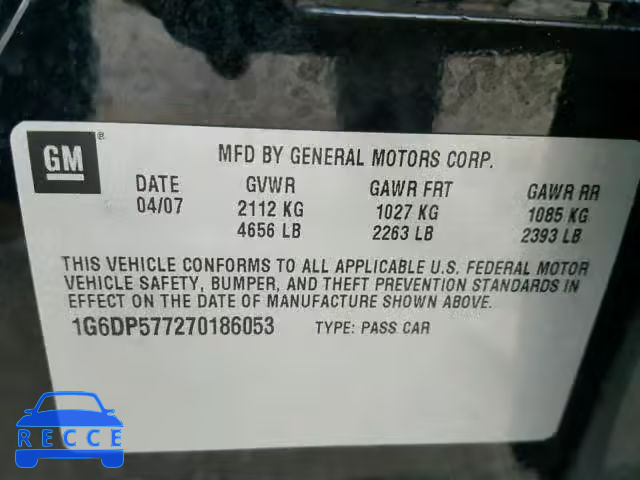 GM®
MFD BY GENERAL MOTORS CORP.
DATE GVWR GAWR FRT GAWR RR
04/07 2112 KG 1027 KG 1085 KG
4656 LB 2263 LB 2393 LB
THIS VEHICLE CONFORMS TO ALL APPLICABLE U.S. FEDERAL MOTOR
VEHICLE SAFETY, BUMPER, AND THEFT PREVENTION STANDARDS IN
EFFECT ON THE DATE OF MANUFACTURE SHOWN ABOVE.
1G6DP577270186053 TYPE: PASS CAR
RECCE